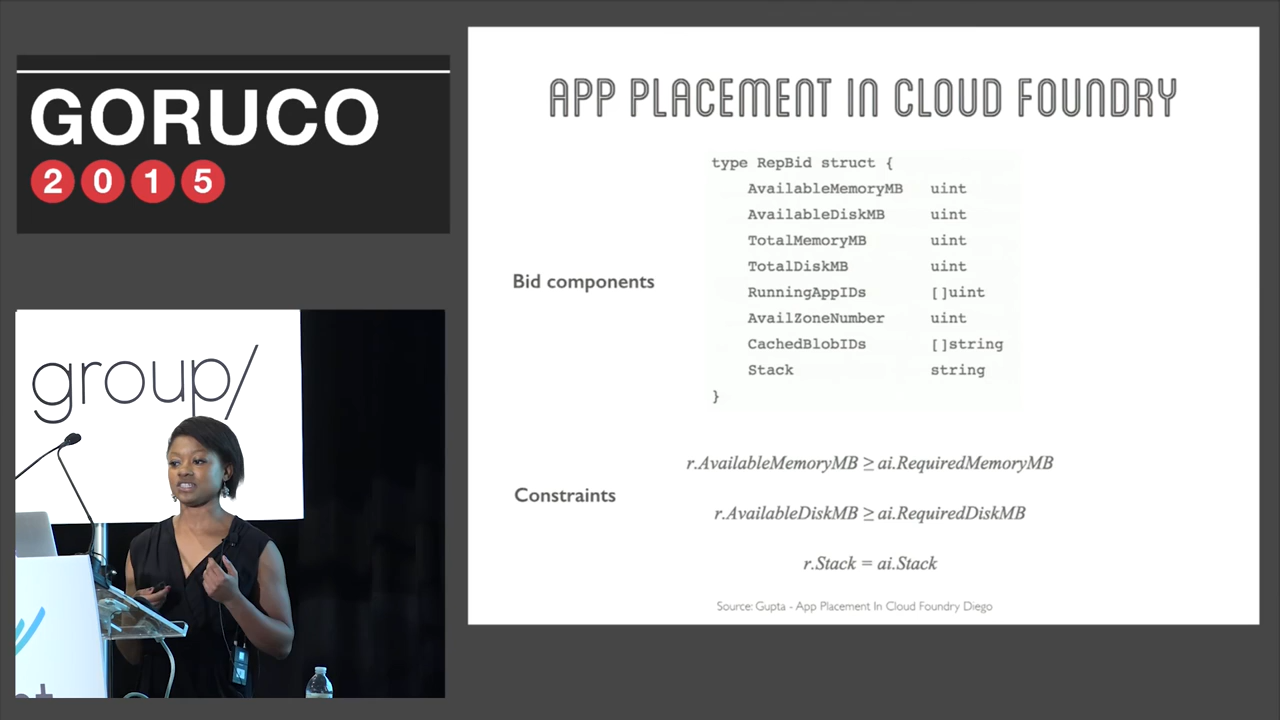 GORUCO
2015
group/
APP PLACEMENT IN CLOUD FOUNDRY
Bid components
type RepBid struct {
AvailableMemoryMB uint
AvailableDiskMB uint
TotalMemoryMB uint
TotalDiskMB uint
RunningAppIDs []uint
AvailZoneNumber uint
CachedBlobIDs []string
Stack string
}
Constraints
r.AvailableMemoryMB ≥ ai.RequiredMemoryMB
r.AvailableDiskMB ≥ ai.RequiredDiskMB
r.Stack = ai.Stack
Source: Gupta - App Placement In Cloud Foundry Diego